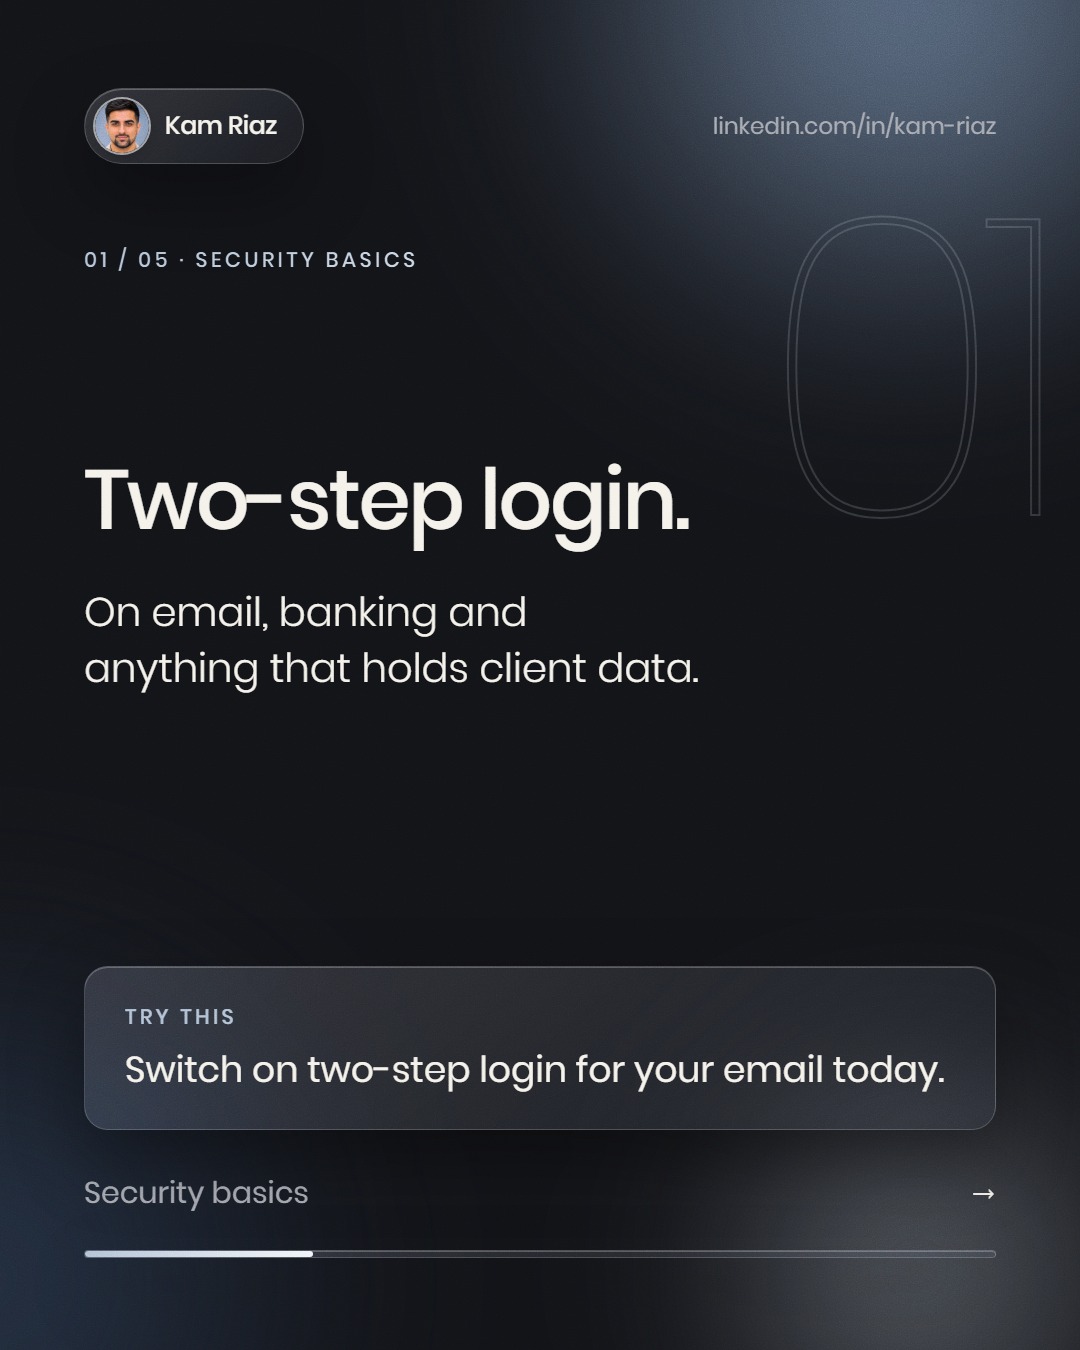 Kam Riaz
linkedin.com/in/kam-riaz
01 / 05 · SECURITY BASICS
01
Two-step login.
On email, banking and
anything that holds client data.
TRY THIS
Switch on two-step login for your email today.
Security basics
→